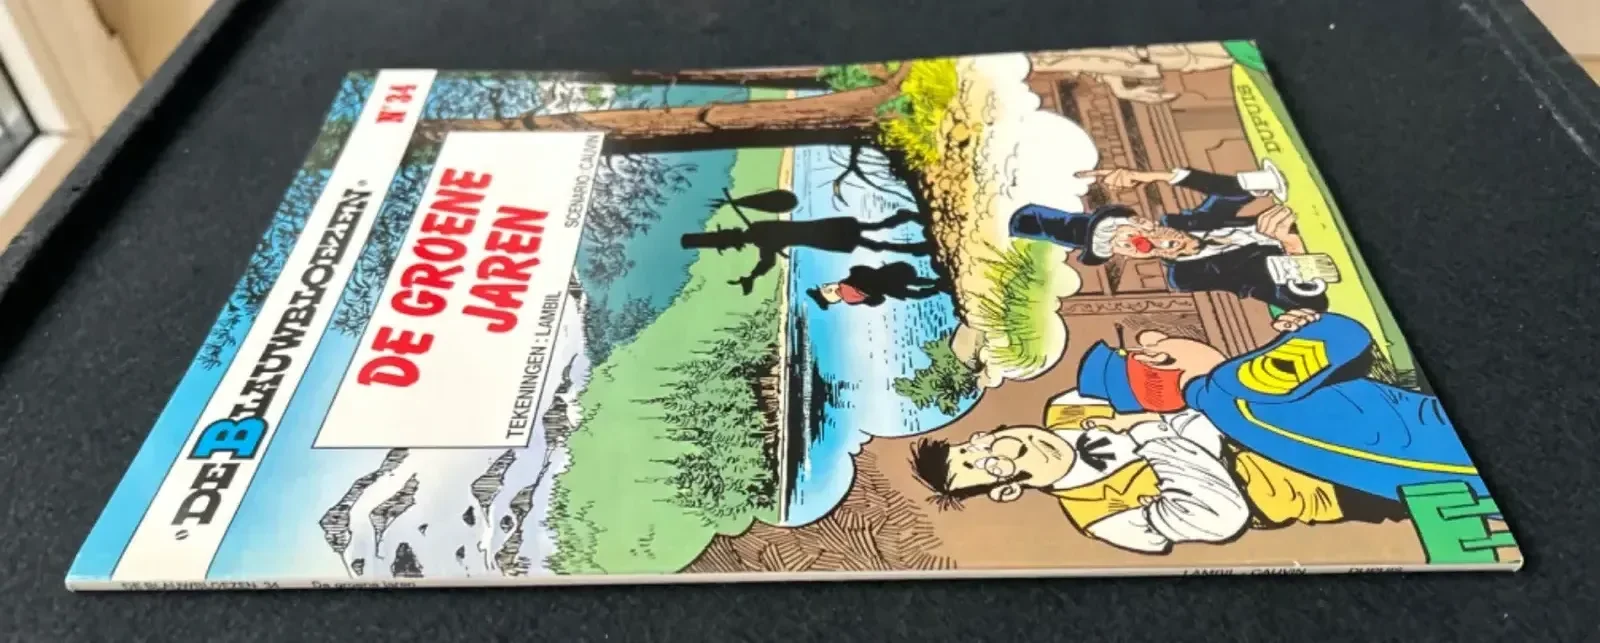 "DE BLAUWBLOEZEN"
N° 34
DE GROENE
JAREN
TEKENINGEN : LAMBIL
SCENARIO CAUVIN
DUPUIS
DE BLAUWBLOEZEN 34 De groene jaren LAMBIL - CAUVIN DUPUIS